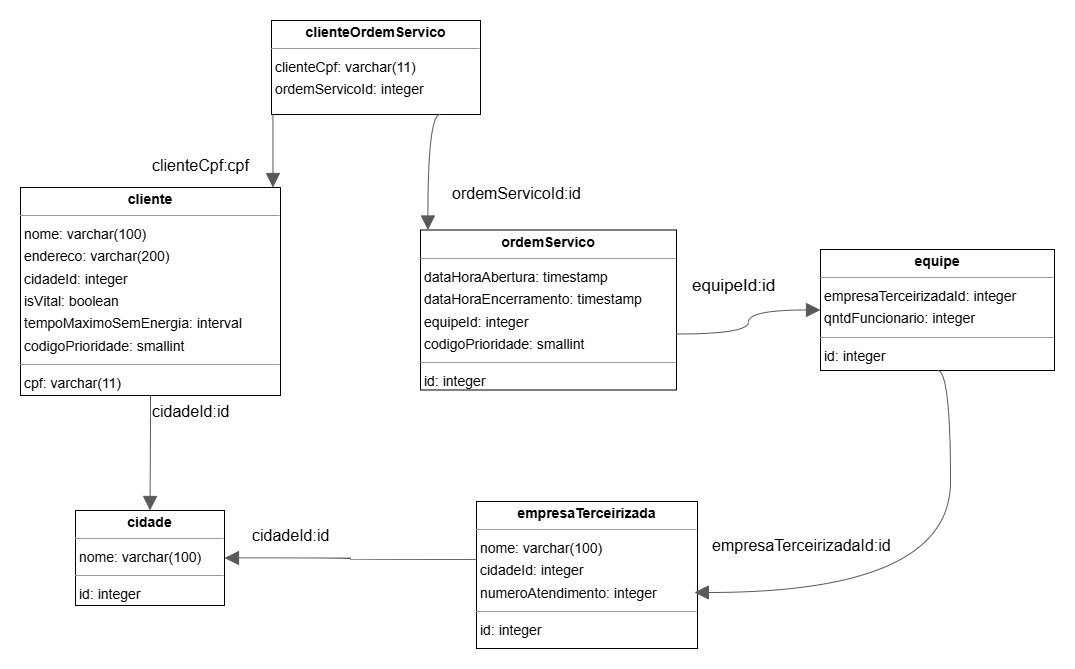 clienteOrdemServico
clienteCpf: varchar(11)
ordemServicoId: integer
clienteCpf:cpf
ordemServicoId:id
cliente
nome: varchar(100)
endereco: varchar(200)
cidadeId: integer
isVital: boolean
tempoMaximoSemEnergia: interval
codigoPrioridade: smallint
cpf: varchar(11)
ordemServico
dataHoraAbertura: timestamp
dataHoraEncerramento: timestamp
equipeId: integer
codigoPrioridade: smallint
id: integer
equipeId:id
equipe
empresaTerceirizadaId: integer
qntdFuncionario: integer
id: integer
cidadeId:id
cidade
nome: varchar(100)
id: integer
cidadeId:id
empresaTerceirizada
nome: varchar(100)
cidadeId: integer
numeroAtendimento: integer
id: integer
empresaTerceirizadaId:id